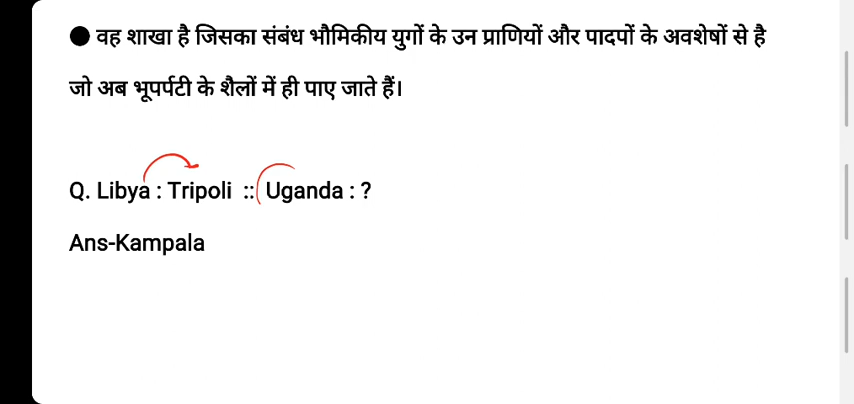 ● वह शाखा है जिसका संबंध भौमिकीय युगों के उन प्राणियों और पादपों के अवशेषों से है
जो अब भूपर्पटी के शैलों में ही पाए जाते हैं।
Q. Libya : Tripoli :: Uganda : ?
Ans-Kampala